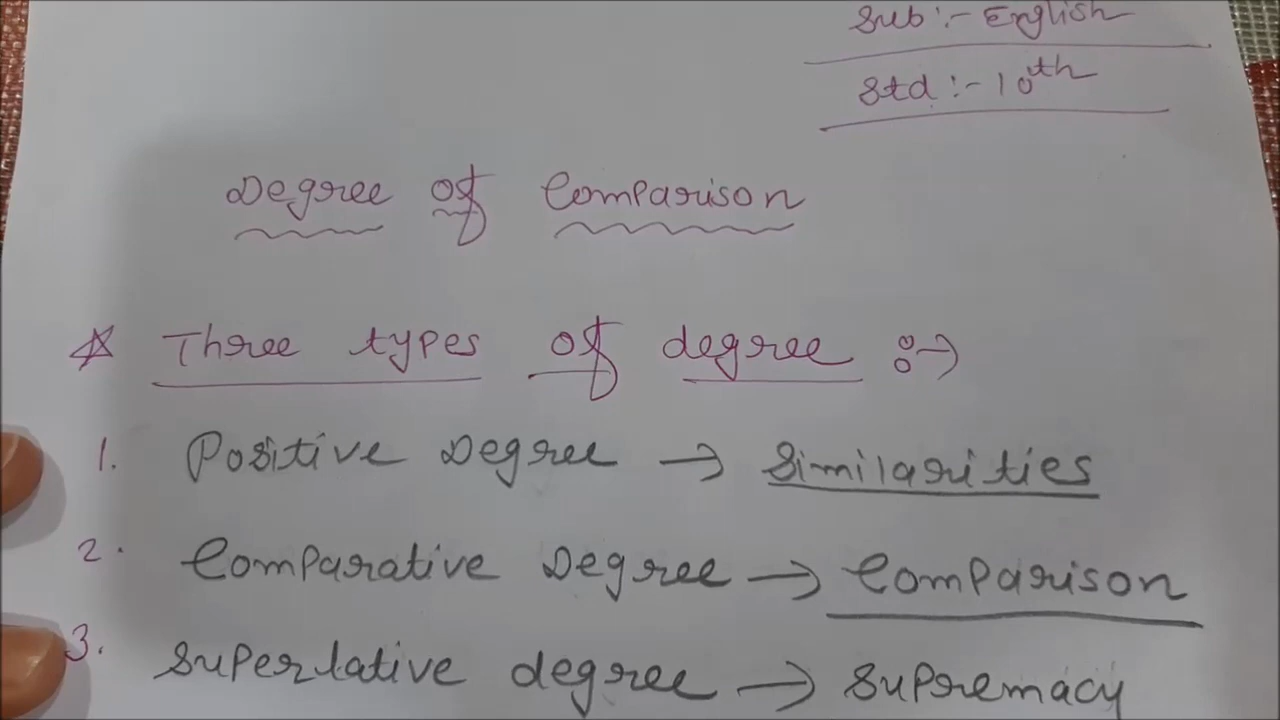 Sub :- English
Std :- 10th
Degree of Comparison
☆ Three types of degree :→
1. Positive Degree → Similarities
2. Comparative Degree → Comparison
3. Superlative degree → Supremacy